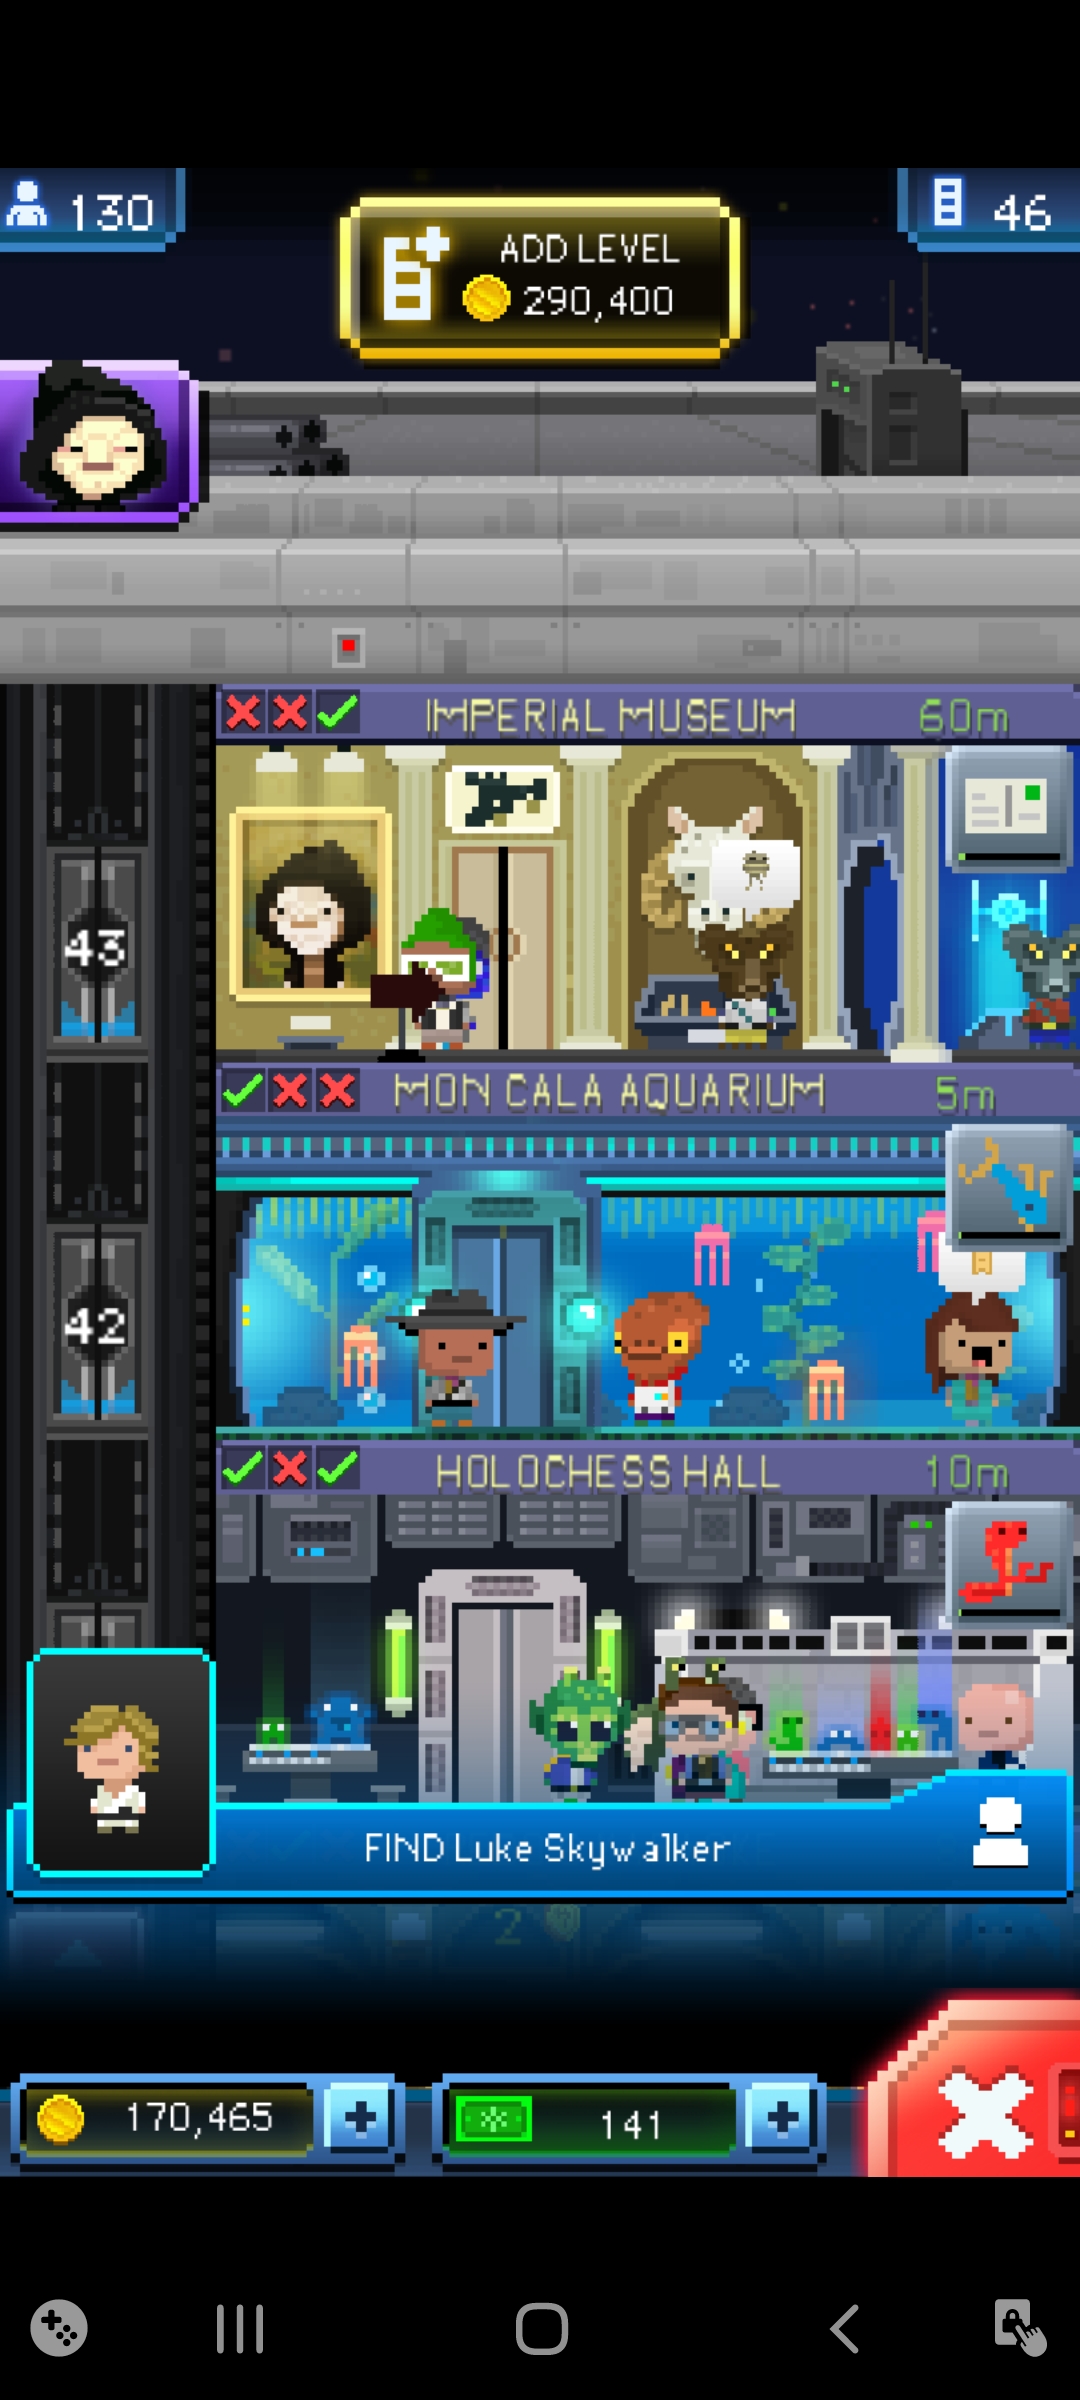 130
46
ADD LEVEL
290,400
IMPERIAL MUSEUM 60m
43
MON CALA AQUARIUM 5m
42
HOLOCHESS HALL 10m
FIND Luke Skywalker
2
170,465
141